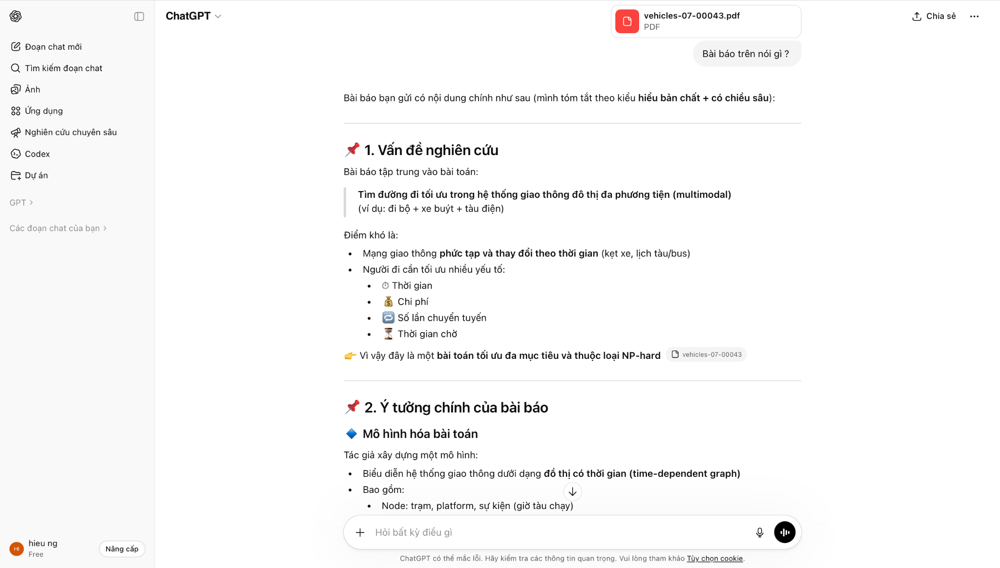 ChatGPT
vehicles-07-00043.pdf
PDF
Chia sẻ
Đoạn chat mới
Tìm kiếm đoạn chat
Ảnh
Ứng dụng
Nghiên cứu chuyên sâu
Codex
Dự án
GPT
Các đoạn chat của bạn
hieu ng
HI
Free
Nâng cấp
Bài báo trên nói gì ?
Bài báo bạn gửi có nội dung chính như sau (mình tóm tắt theo kiểu hiểu bản chất + có chiều sâu):
📌 1. Vấn đề nghiên cứu
Bài báo tập trung vào bài toán:
Tìm đường đi tối ưu trong hệ thống giao thông đô thị đa phương tiện (multimodal)
(ví dụ: đi bộ + xe buýt + tàu điện)
Điểm khó là:
• Mạng giao thông phức tạp và thay đổi theo thời gian (kẹt xe, lịch tàu/bus)
• Người đi cần tối ưu nhiều yếu tố:
• ⏱ Thời gian
• 💰 Chi phí
• 🔁 Số lần chuyển tuyến
• ⏳ Thời gian chờ
👉 Vì vậy đây là một bài toán tối ưu đa mục tiêu và thuộc loại NP-hard vehicles-07-00043
📌 2. Ý tưởng chính của bài báo
🔷 Mô hình hóa bài toán
Tác giả xây dựng một mô hình:
• Biểu diễn hệ thống giao thông dưới dạng đồ thị có thời gian (time-dependent graph)
• Bao gồm:
• Node: trạm, platform, sự kiện (giờ tàu chạy)
Hỏi bất kỳ điều gì
ChatGPT có thể mắc lỗi. Hãy kiểm tra các thông tin quan trọng. Vui lòng tham khảo Tùy chọn cookie.